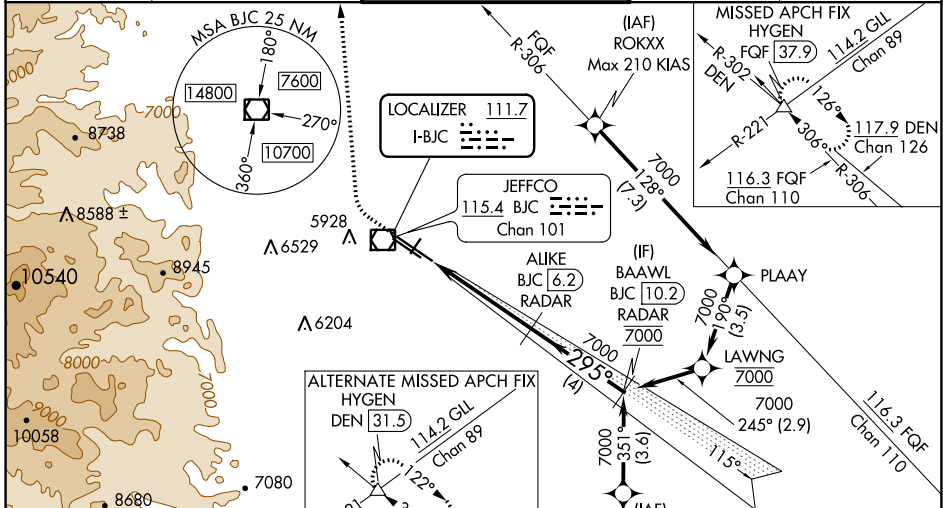 MSA BJC 25 NM
180°
7600
14800
270°
10700
360°
8000
7000
8738
8588 ±
10540
8945
6529
5928
6204
8000
7000
9000
10058
8680
7080
LOCALIZER 111.7
I-BJC
JEFFCO
115.4 BJC
Chan 101
FQF
R-306
(IAF)
ROKXX
Max 210 KIAS
7000
128°
(7.3)
PLAAY
7000
190°
(3.5)
LAWNG
7000
7000
245° (2.9)
(IF)
BAAWL
BJC 10.2
RADAR
7000
ALIKE
BJC 6.2
RADAR
7000
295°
(4)
115°
7000
351°
(3.6)
(IAF)
116.3 FQF
Chan 110
MISSED APCH FIX
HYGEN
FQF 37.9
114.2 GLL
Chan 89
R-302
DEN
R-221
126°
306°
R-306
117.9 DEN
Chan 126
116.3 FQF
Chan 110
ALTERNATE MISSED APCH FIX
HYGEN
DEN 31.5
114.2 GLL
Chan 89
122°